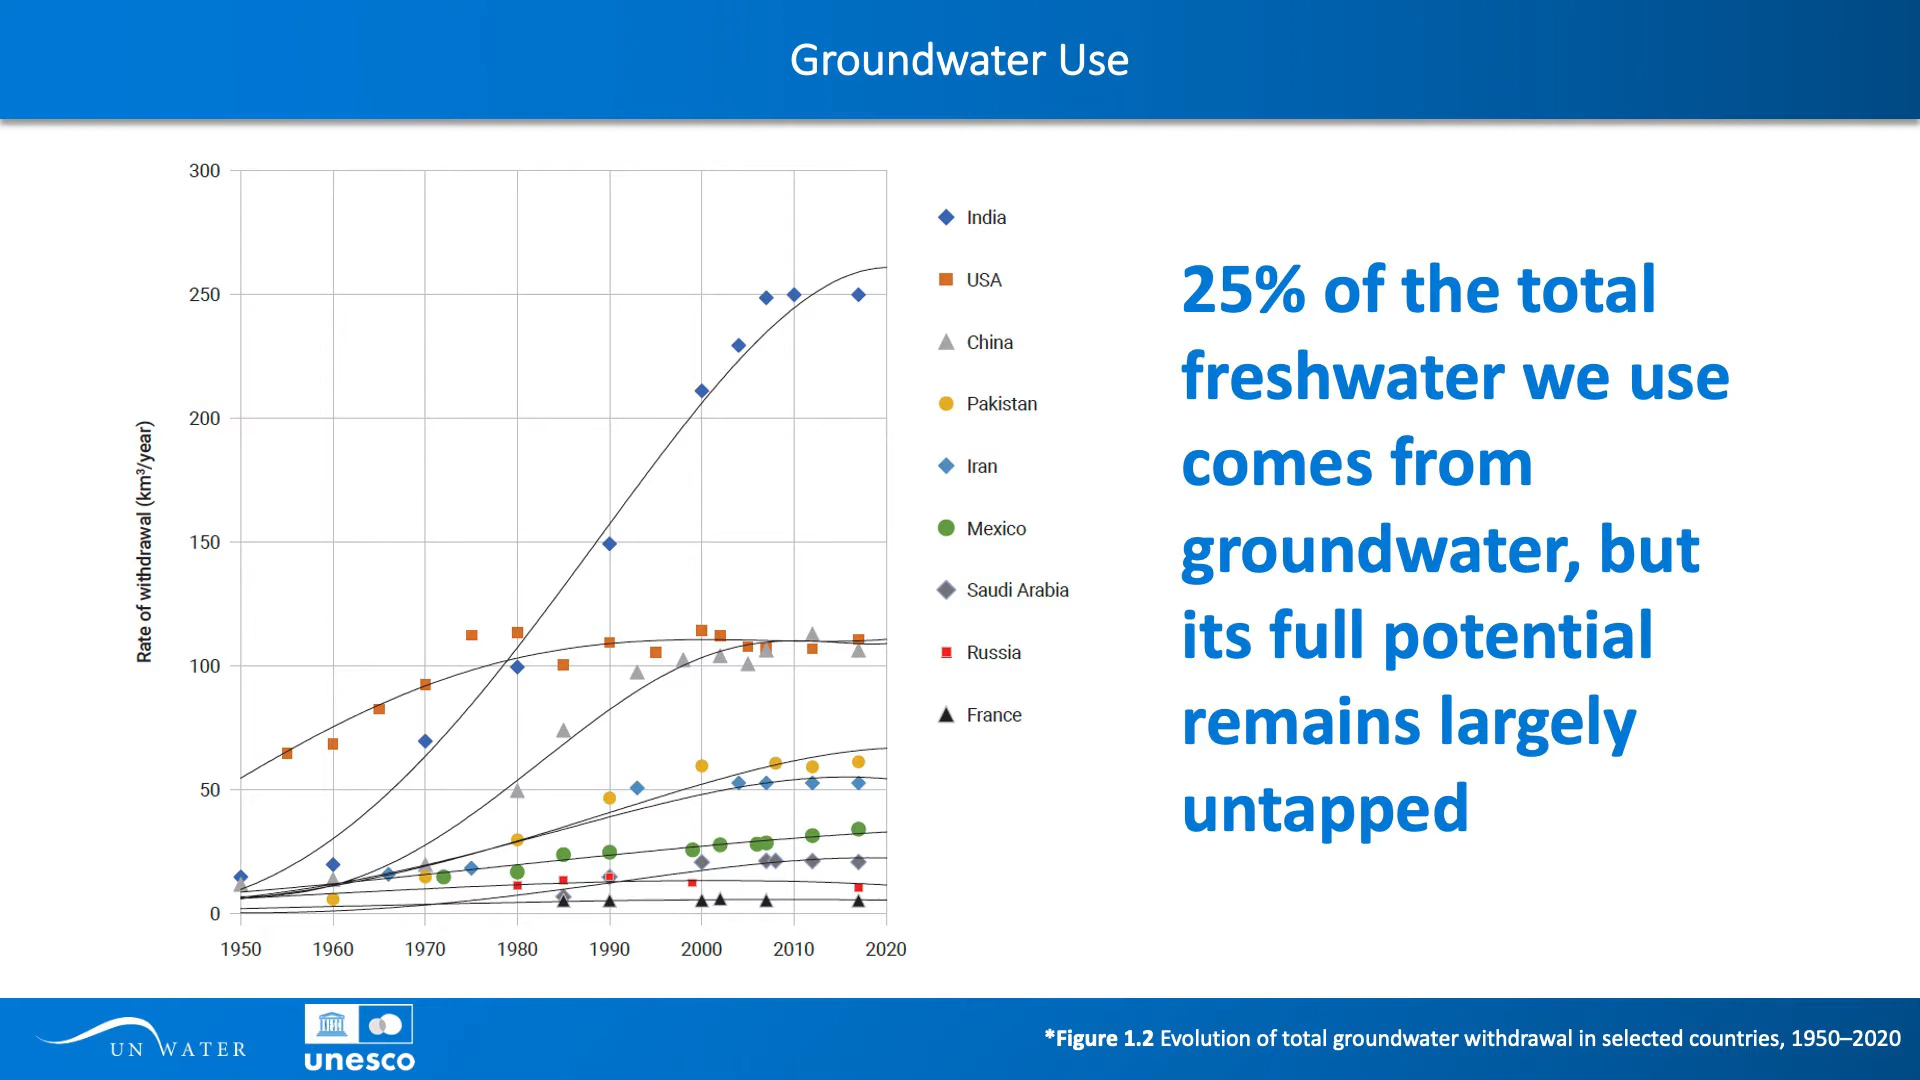 Groundwater Use
300
250
200
150
100
50
0
Rate of withdrawal (km³/year)
1950 1960 1970 1980 1990 2000 2010 2020
India
USA
China
Pakistan
Iran
Mexico
Saudi Arabia
Russia
France
25% of the total
freshwater we use
comes from
groundwater, but
its full potential
remains largely
untapped
UN WATER
unesco
*Figure 1.2 Evolution of total groundwater withdrawal in selected countries, 1950–2020